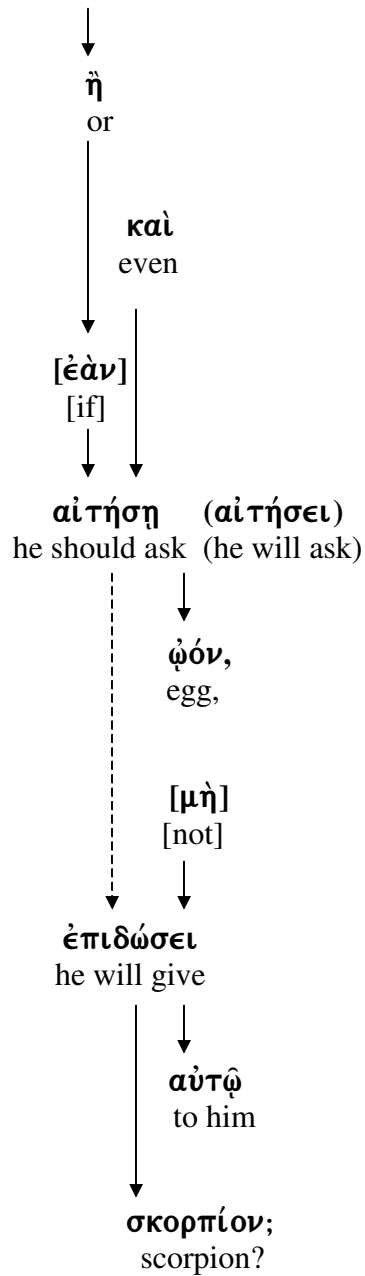 ἢ
or
καὶ
even
[ἐὰν]
[if]
αἰτήσῃ (αἰτήσει)
he should ask (he will ask)
ᾠόν,
egg,
[μὴ]
[not]
ἐπιδώσει
he will give
αὐτῷ
to him
σκορπίον;
scorpion?